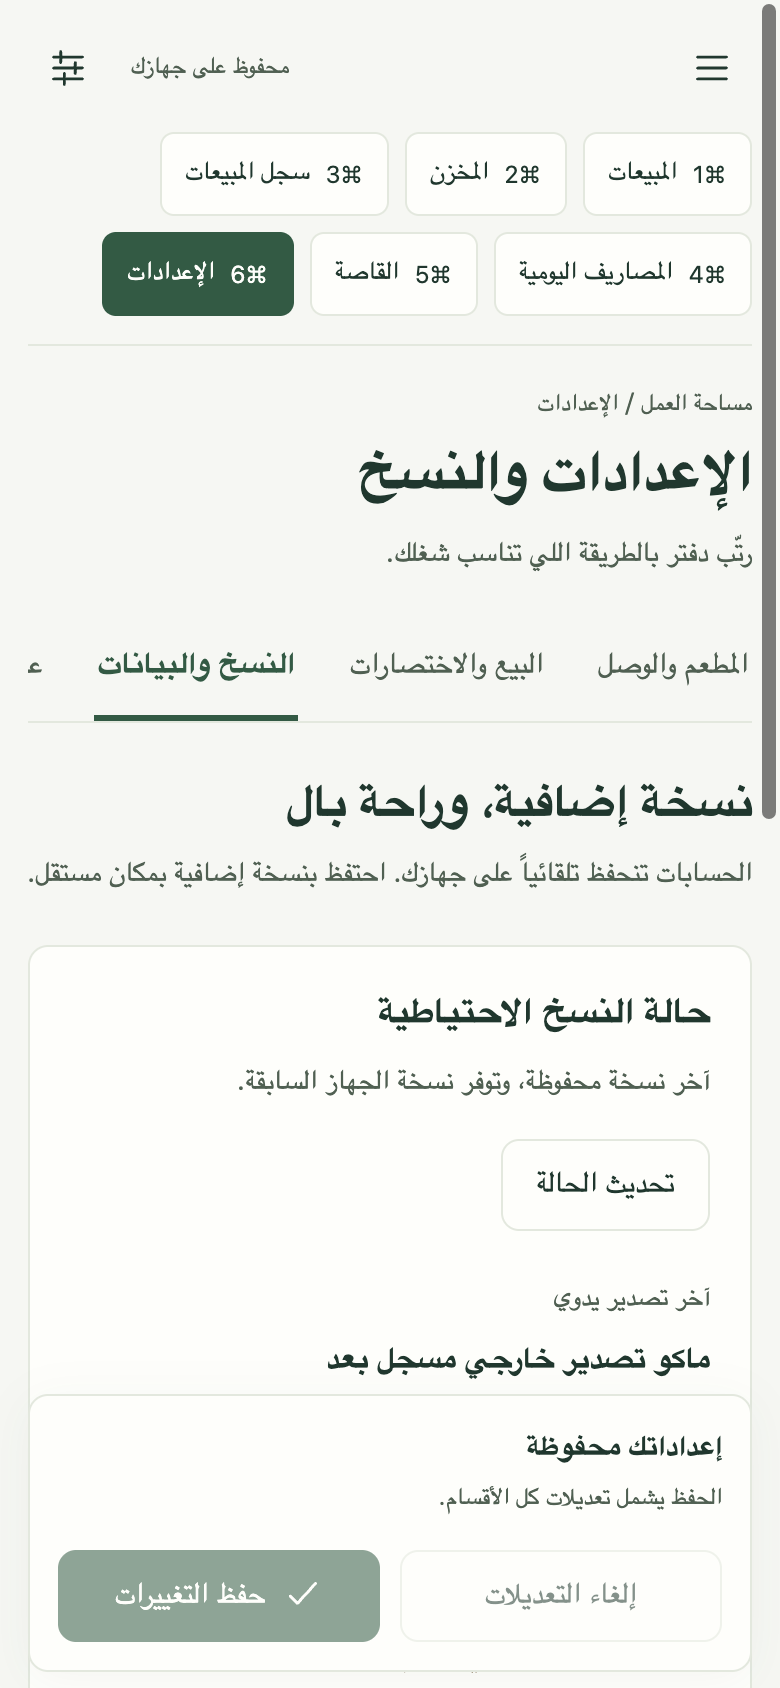 محفوظ على جهازك
المبيعات ⌘1
المخزن ⌘2
سجل المبيعات ⌘3
المصاريف اليومية ⌘4
القاصة ⌘5
الإعدادات ⌘6
مساحة العمل / الإعدادات
الإعدادات والنسخ
رتّب دفتر بالطريقة اللي تناسب شغلك.
المطعم والوصل
البيع والاختصارات
النسخ والبيانات
نسخة إضافية، وراحة بال
الحسابات تنحفظ تلقائياً على جهازك. احتفظ بنسخة إضافية بمكان مستقل.
حالة النسخ الاحتياطية
آخر نسخة محفوظة، وتوفر نسخة الجهاز السابقة.
تحديث الحالة
آخر تصدير يدوي
ماكو تصدير خارجي مسجل بعد
إعداداتك محفوظة
الحفظ يشمل تعديلات كل الأقسام.
إلغاء التعديلات
حفظ التغييرات